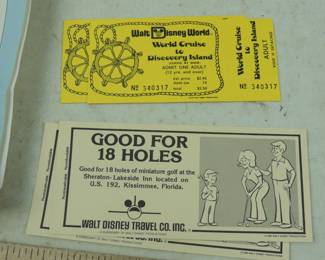 Walt Disney World
World Cruise
to
Discovery Island
ADMIT ONE ADULT
(12 yrs. and over)
Nº 340317
World Cruise
to
Discovery Island
ADULT
Nº 340317
GOOD FOR
18 HOLES
Good for 18 holes of miniature golf at the
Sheraton-Lakeside Inn located on
U.S. 192, Kissimmee, Florida.
WALT DISNEY TRAVEL CO. INC.